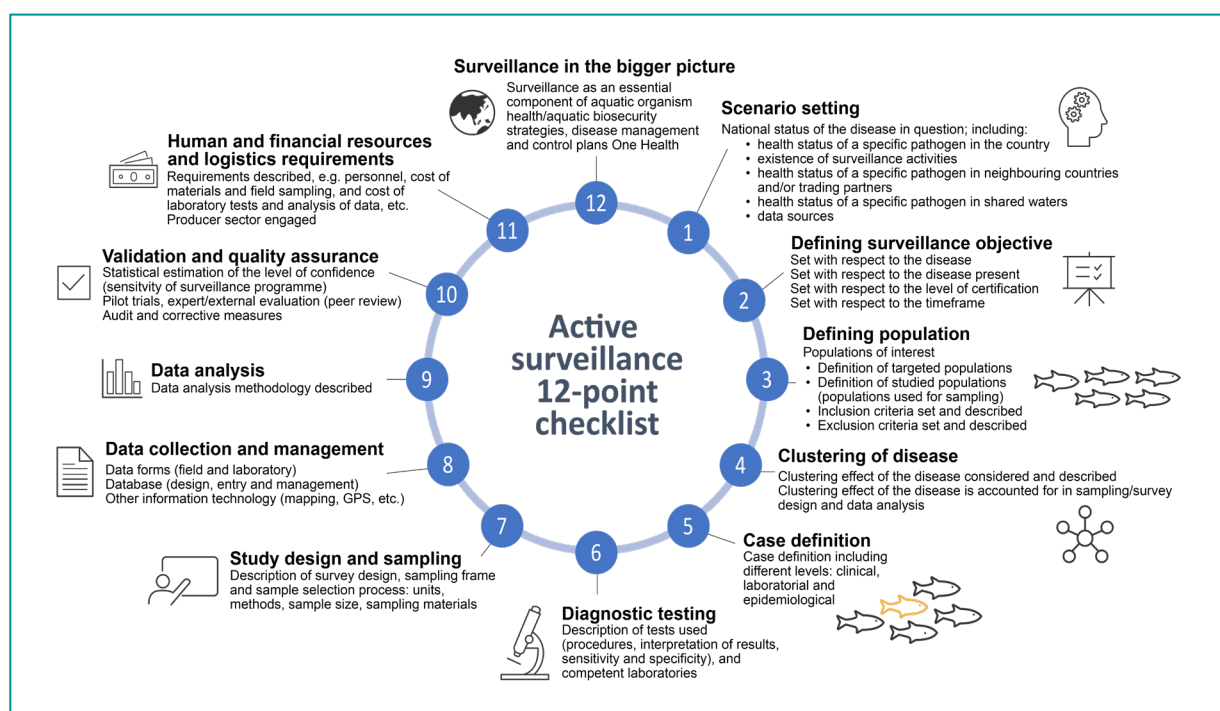 Active
surveillance
12-point
checklist
1
Scenario setting
National status of the disease in question; including:
• health status of a specific pathogen in the country
• existence of surveillance activities
• health status of a specific pathogen in neighbouring countries
and/or trading partners
• health status of a specific pathogen in shared waters
• data sources
2
Defining surveillance objective
Set with respect to the disease
Set with respect to the disease present
Set with respect to the level of certification
Set with respect to the timeframe
3
Defining population
Populations of interest
• Definition of targeted populations
• Definition of studied populations
(populations used for sampling)
• Inclusion criteria set and described
• Exclusion criteria set and described
4
Clustering of disease
Clustering effect of the disease considered and described
Clustering effect of the disease is accounted for in sampling/survey
design and data analysis
5
Case definition
Case definition including
different levels: clinical,
laboratorial and
epidemiological
6
Diagnostic testing
Description of tests used
(procedures, interpretation of results,
sensitivity and specificity), and
competent laboratories
7
Study design and sampling
Description of survey design, sampling frame
and sample selection process: units,
methods, sample size, sampling materials
8
Data collection and management
Data forms (field and laboratory)
Database (design, entry and management)
Other information technology (mapping, GPS, etc.)
9
Data analysis
Data analysis methodology described
10
Validation and quality assurance
Statistical estimation of the level of confidence
(sensitivity of surveillance programme)
Pilot trials, expert/external evaluation (peer review)
Audit and corrective measures
11
Human and financial resources
and logistics requirements
Requirements described, e.g. personnel, cost of
materials and field sampling, and cost of
laboratory tests and analysis of data, etc.
Producer sector engaged
12
Surveillance in the bigger picture
Surveillance as an essential
component of aquatic organism
health/aquatic biosecurity
strategies, disease management
and control plans One Health